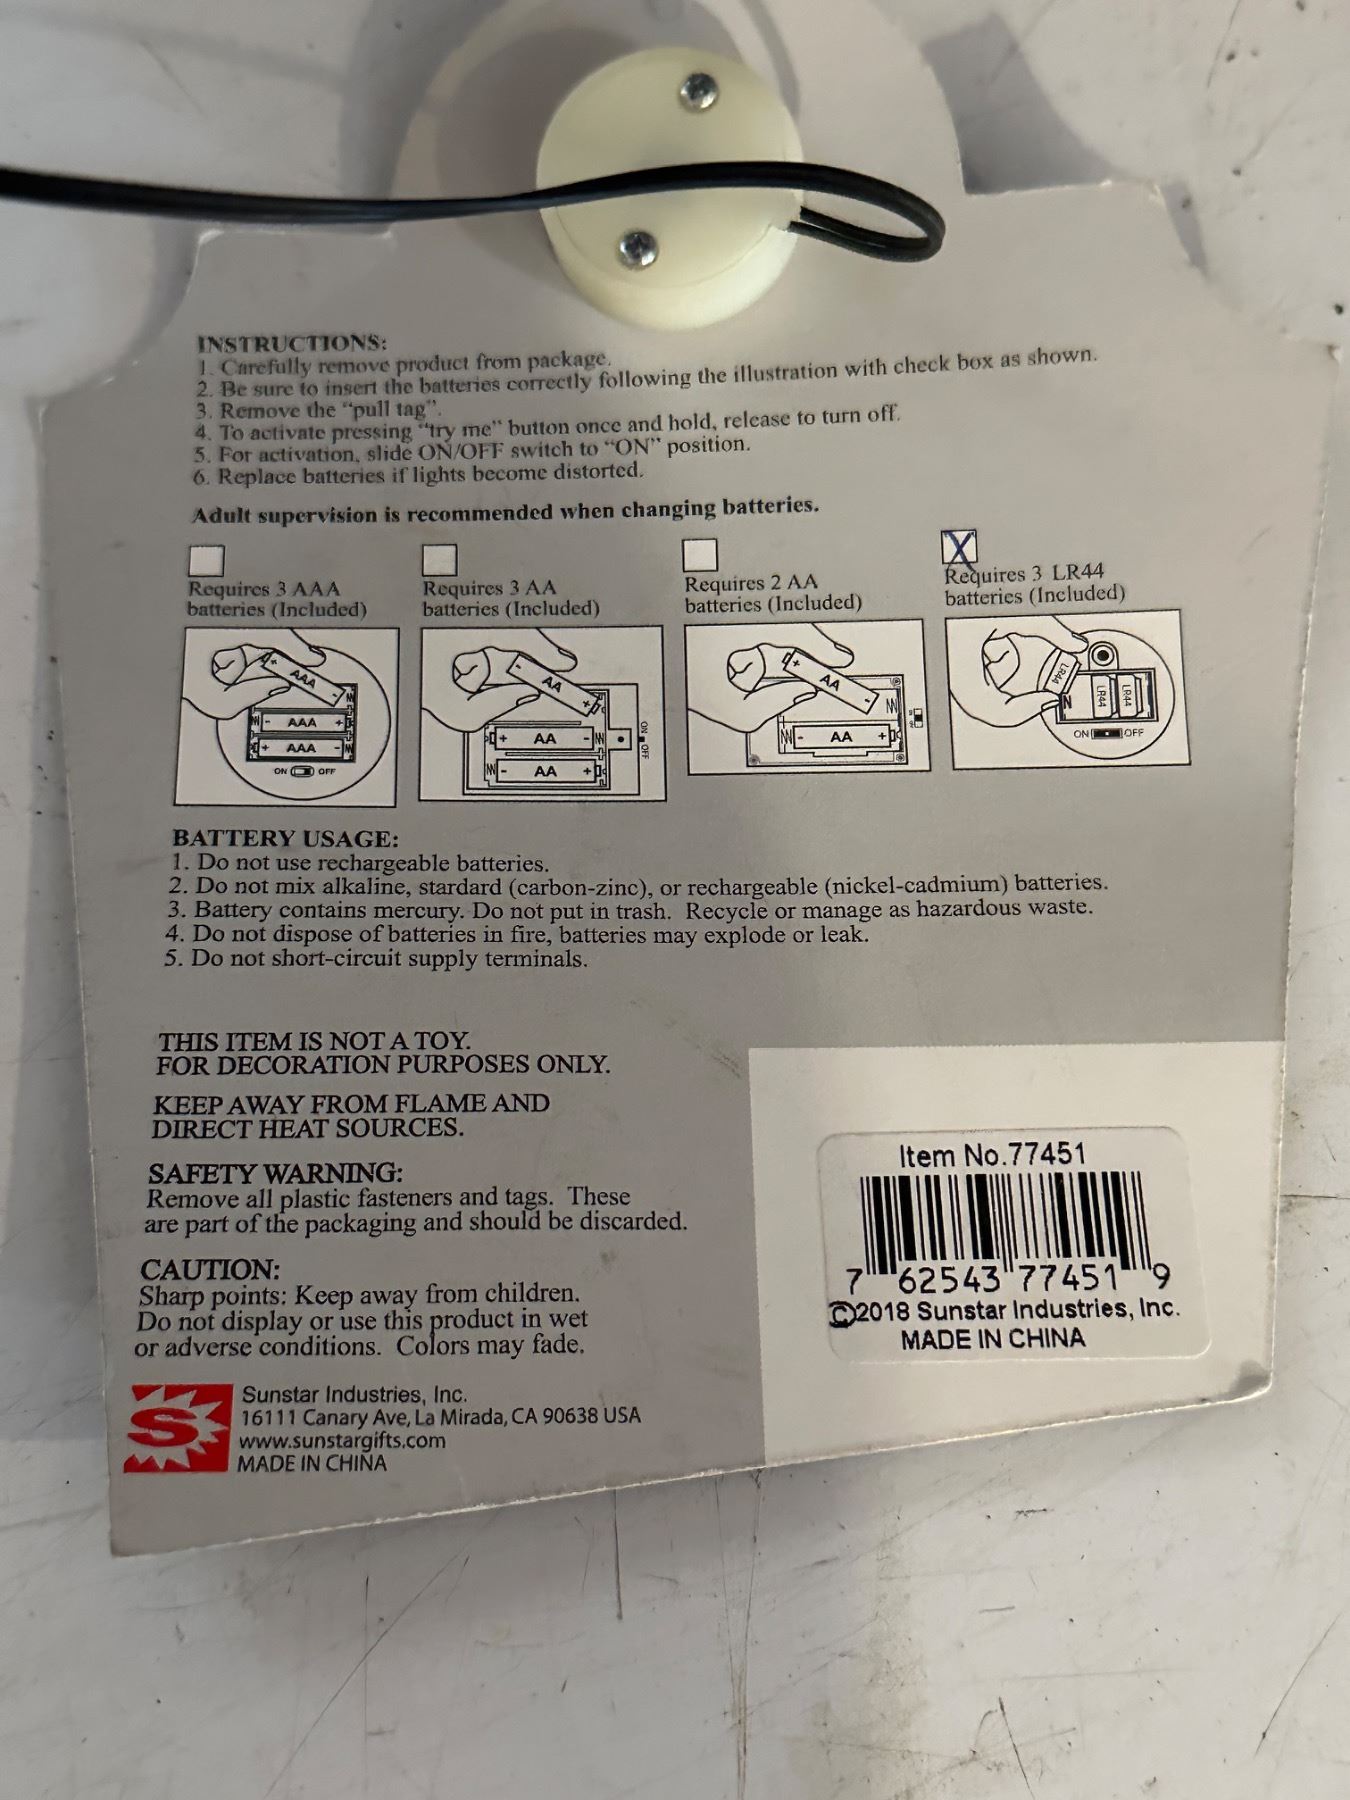 INSTRUCTIONS:
1. Carefully remove product from package.
2. Be sure to insert the batteries correctly following the illustration with check box as shown.
3. Remove the "pull tag".
4. To activate pressing "try me" button once and hold, release to turn off.
5. For activation, slide ON/OFF switch to "ON" position.
6. Replace batteries if lights become distorted.
Adult supervision is recommended when changing batteries.
X
Requires 3 AAA
batteries (Included)
Requires 3 AA
batteries (Included)
Requires 2 AA
batteries (Included)
Requires 3 LR44
batteries (Included)
+ AAA -
- AAA +
+ AAA -
ON OFF
- AA +
+ AA -
- AA +
ON OFF
+ AA -
- AA +
LR44
LR44
LR44
ON OFF
BATTERY USAGE:
1. Do not use rechargeable batteries.
2. Do not mix alkaline, stardard (carbon-zinc), or rechargeable (nickel-cadmium) batteries.
3. Battery contains mercury. Do not put in trash. Recycle or manage as hazardous waste.
4. Do not dispose of batteries in fire, batteries may explode or leak.
5. Do not short-circuit supply terminals.
THIS ITEM IS NOT A TOY.
FOR DECORATION PURPOSES ONLY.
KEEP AWAY FROM FLAME AND
DIRECT HEAT SOURCES.
SAFETY WARNING:
Remove all plastic fasteners and tags. These
are part of the packaging and should be discarded.
CAUTION:
Sharp points: Keep away from children.
Do not display or use this product in wet
or adverse conditions. Colors may fade.
S
Sunstar Industries, Inc.
16111 Canary Ave, La Mirada, CA 90638 USA
www.sunstargifts.com
MADE IN CHINA
Item No.77451
7 62543 77451 9
©2018 Sunstar Industries, Inc.
MADE IN CHINA